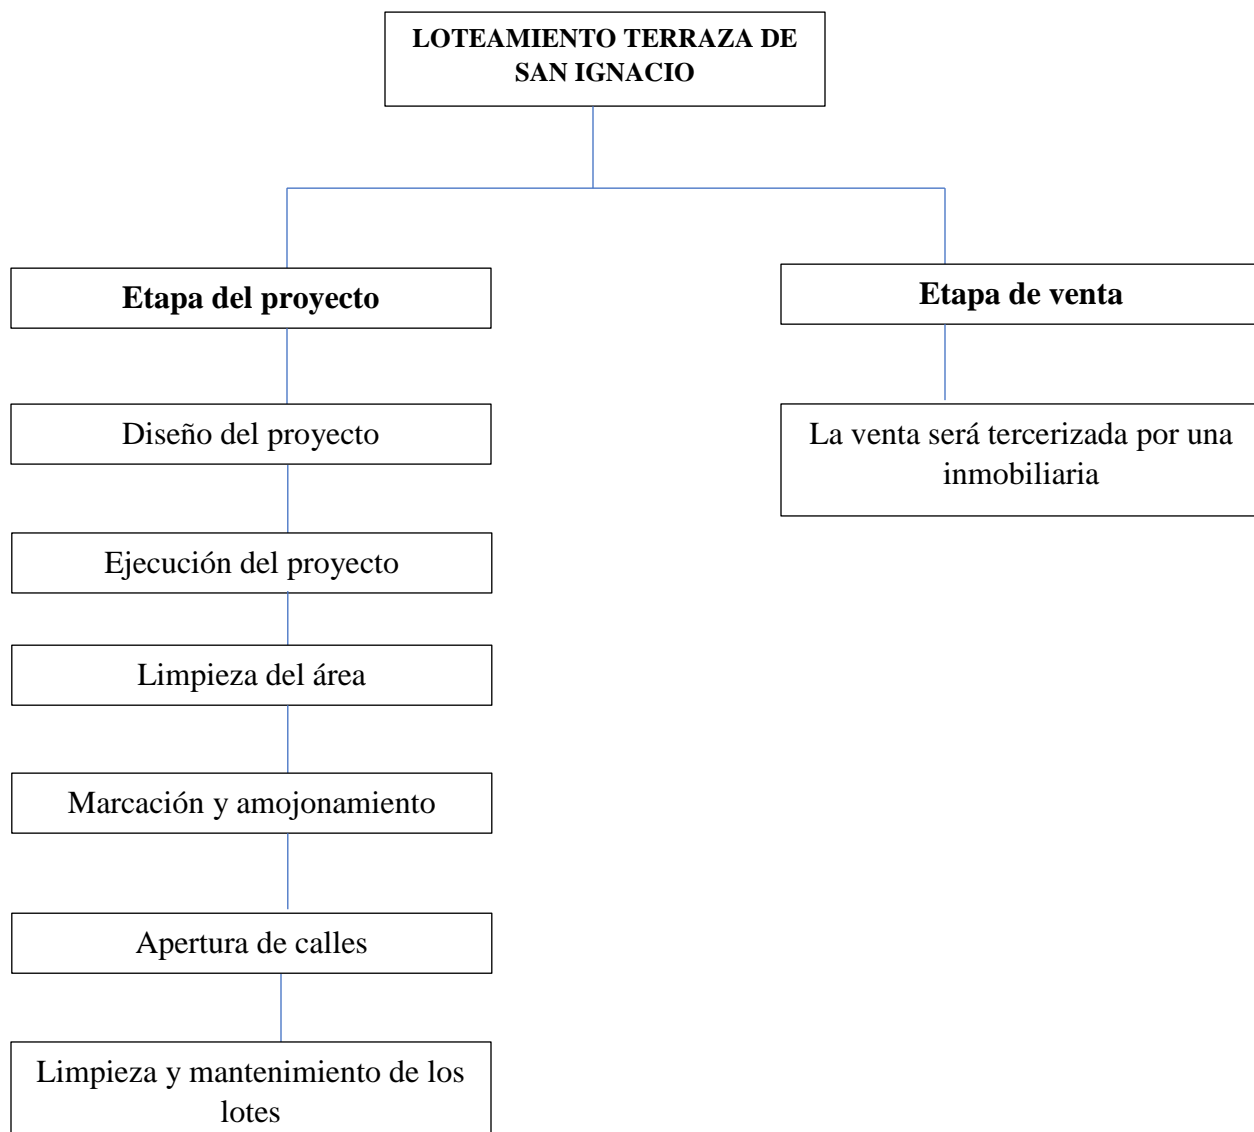 LOTEAMIENTO TERRAZA DE
SAN IGNACIO
Etapa del proyecto
Etapa de venta
Diseño del proyecto
La venta será tercerizada por una
inmobiliaria
Ejecución del proyecto
Limpieza del área
Marcación y amojonamiento
Apertura de calles
Limpieza y mantenimiento de los
lotes